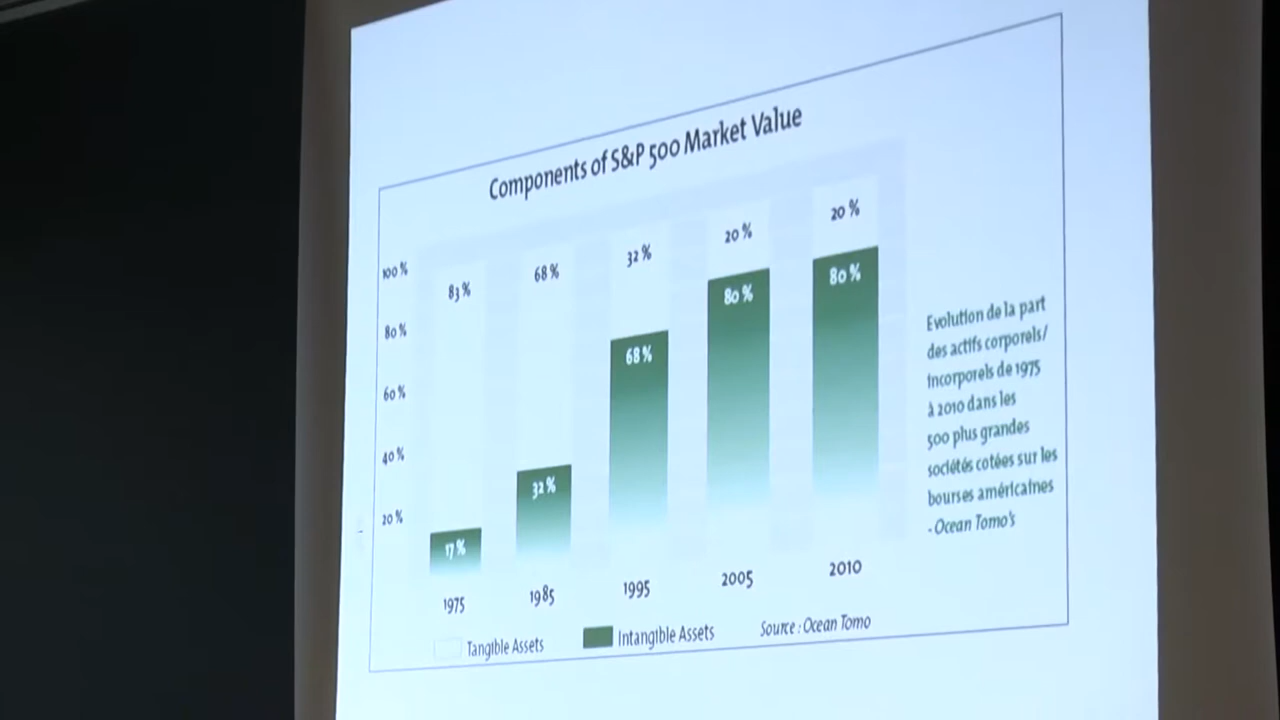 Components of S&P 500 Market Value
100 %
80 %
60 %
40 %
20 %
83 %
68 %
32 %
20 %
20 %
17 %
32 %
68 %
80 %
80 %
1975
1985
1995
2005
2010
Tangible Assets
Intangible Assets
Source : Ocean Tomo
Evolution de la part
des actifs corporels/
incorporels de 1975
à 2010 dans les
500 plus grandes
sociétés cotées sur les
bourses américaines
- Ocean Tomo's